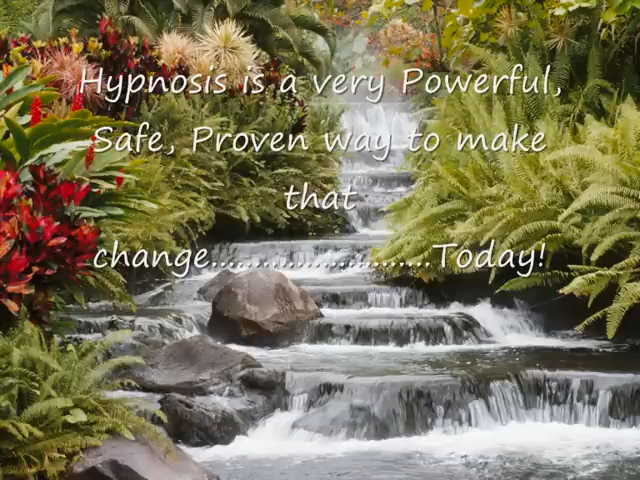 Hypnosis is a very Powerful,
Safe, Proven way to make
that
change........................Today!